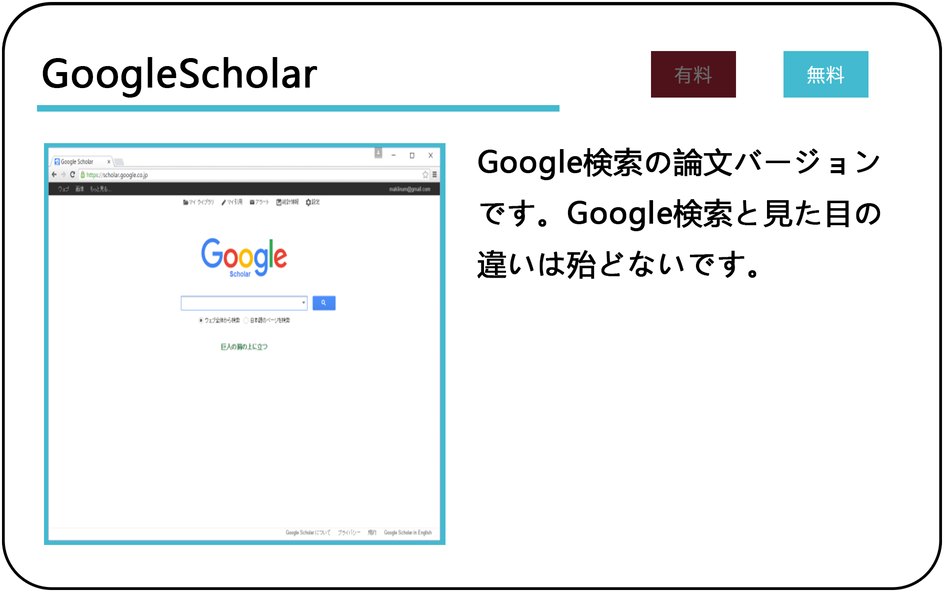 GoogleScholar
有料
無料
Google検索の論文バージョン
です。Google検索と見た目の
違いは殆どないです。
Google Scholar
https://scholar.google.co.jp
ウェブ 画像 もっと見る…
マイ ライブラリ マイ引用 アラート 統計情報 設定
Google
Scholar
ウェブ全体から検索 日本語のページを検索
巨人の肩の上に立つ
Google Scholar について プライバシー 規約 Google Scholar in English